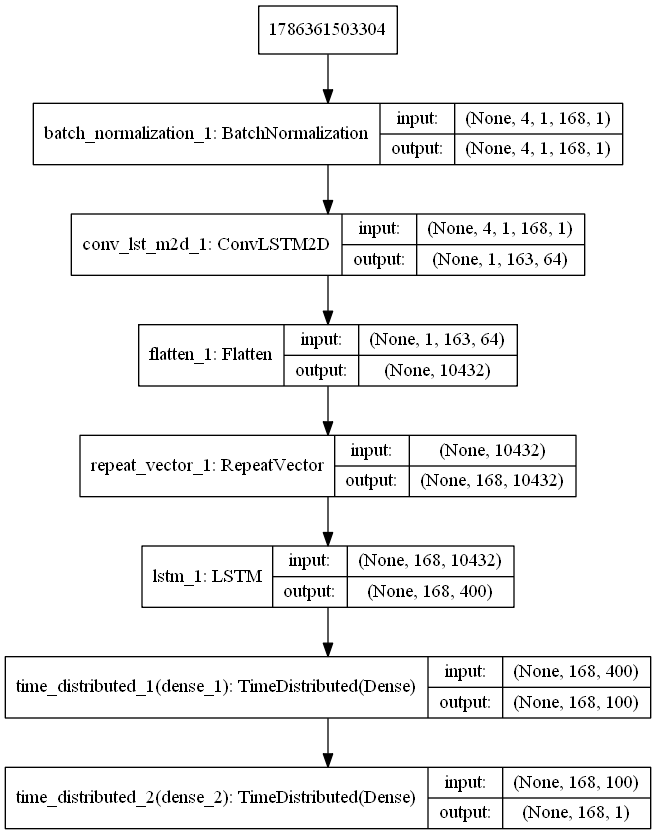 1786361503304
batch_normalization_1: BatchNormalization
input: (None, 4, 1, 168, 1)
output: (None, 4, 1, 168, 1)
conv_lst_m2d_1: ConvLSTM2D
input: (None, 4, 1, 168, 1)
output: (None, 1, 163, 64)
flatten_1: Flatten
input: (None, 1, 163, 64)
output: (None, 10432)
repeat_vector_1: RepeatVector
input: (None, 10432)
output: (None, 168, 10432)
lstm_1: LSTM
input: (None, 168, 10432)
output: (None, 168, 400)
time_distributed_1(dense_1): TimeDistributed(Dense)
input: (None, 168, 400)
output: (None, 168, 100)
time_distributed_2(dense_2): TimeDistributed(Dense)
input: (None, 168, 100)
output: (None, 168, 1)